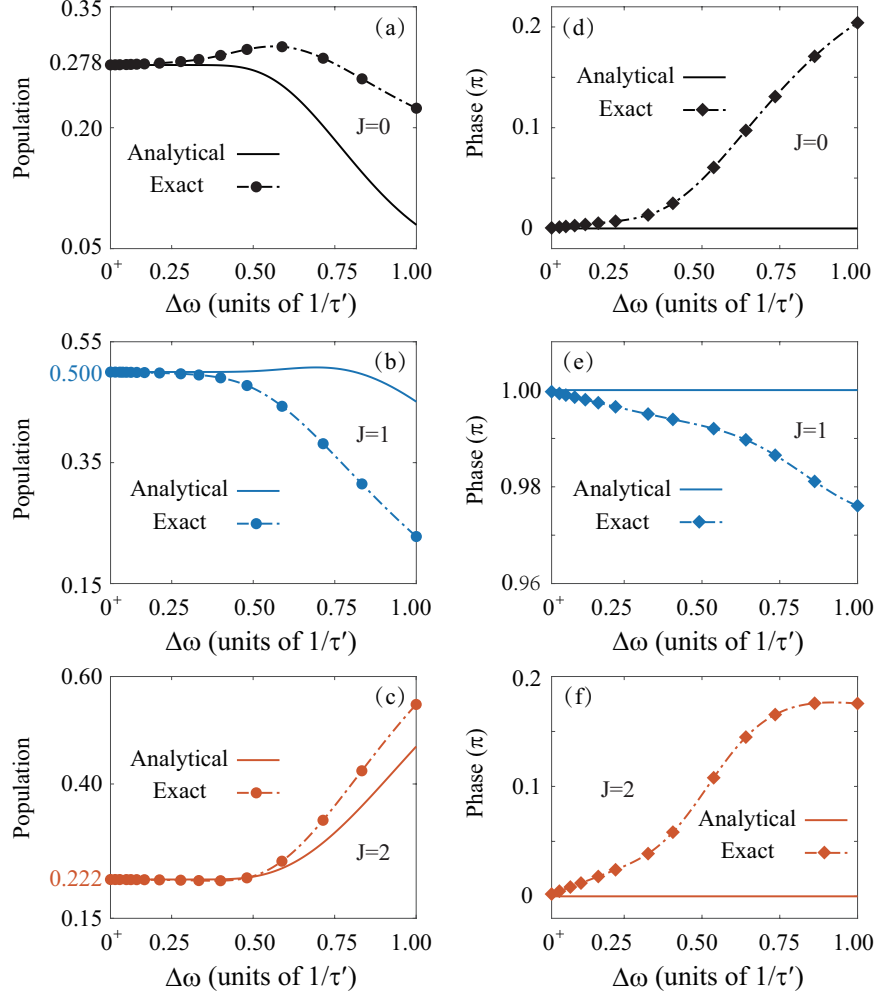 0.35
(a)
0.278
Population
0.20
J=0
Analytical
Exact
0.05
0⁺ 0.25 0.50 0.75 1.00
Δω (units of 1/τ′)
0.2
(d)
Analytical
Exact
Phase (π)
0.1
J=0
0
0⁺ 0.25 0.50 0.75 1.00
Δω (units of 1/τ′)
0.55
(b)
0.500
Population
J=1
0.35
Analytical
Exact
0.15
0⁺ 0.25 0.50 0.75 1.00
Δω (units of 1/τ′)
(e)
1.00
Phase (π)
J=1
0.98
Analytical
Exact
0.96
0⁺ 0.25 0.50 0.75 1.00
Δω (units of 1/τ′)
0.60
(c)
Population
Analytical
0.40
Exact
J=2
0.222
0.15
0⁺ 0.25 0.50 0.75 1.00
Δω (units of 1/τ′)
0.2
(f)
Phase (π)
0.1
J=2
Analytical
Exact
0
0⁺ 0.25 0.50 0.75 1.00
Δω (units of 1/τ′)